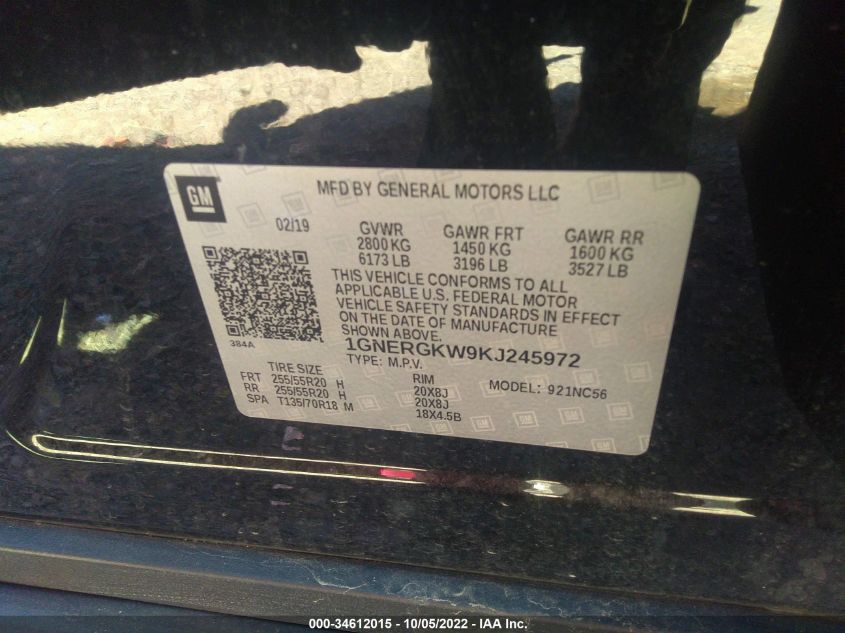 GM
MFD BY GENERAL MOTORS LLC
02/19
GVWR GAWR FRT GAWR RR
2800 KG 1450 KG 1600 KG
6173 LB 3196 LB 3527 LB
THIS VEHICLE CONFORMS TO ALL
APPLICABLE U.S. FEDERAL MOTOR
VEHICLE SAFETY STANDARDS IN EFFECT
ON THE DATE OF MANUFACTURE
SHOWN ABOVE.
384A
1GNERGKW9KJ245972
TYPE: M.P.V.
TIRE SIZE RIM MODEL: 921NC56
FRT 255/55R20 H 20X8J
RR 255/55R20 H 20X8J
SPA T135/70R18 M 18X4.5B
000-34612015 - 10/05/2022 - IAA Inc.